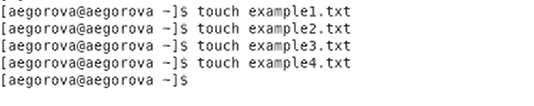 [aegorova@aegorova ~]$ touch example1.txt
[aegorova@aegorova ~]$ touch example2.txt
[aegorova@aegorova ~]$ touch example3.txt
[aegorova@aegorova ~]$ touch example4.txt
[aegorova@aegorova ~]$